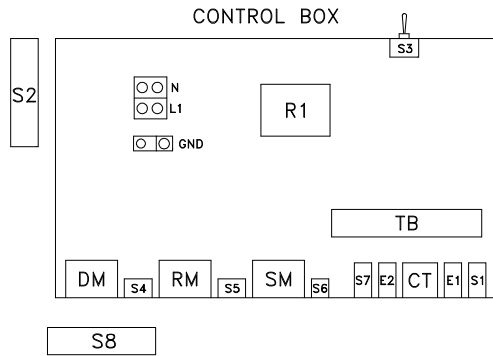 CONTROL BOX
S3
S2
N
L1
R1
GND
TB
DM
S4
RM
S5
SM
S6
S7
E2
CT
E1
S1
S8